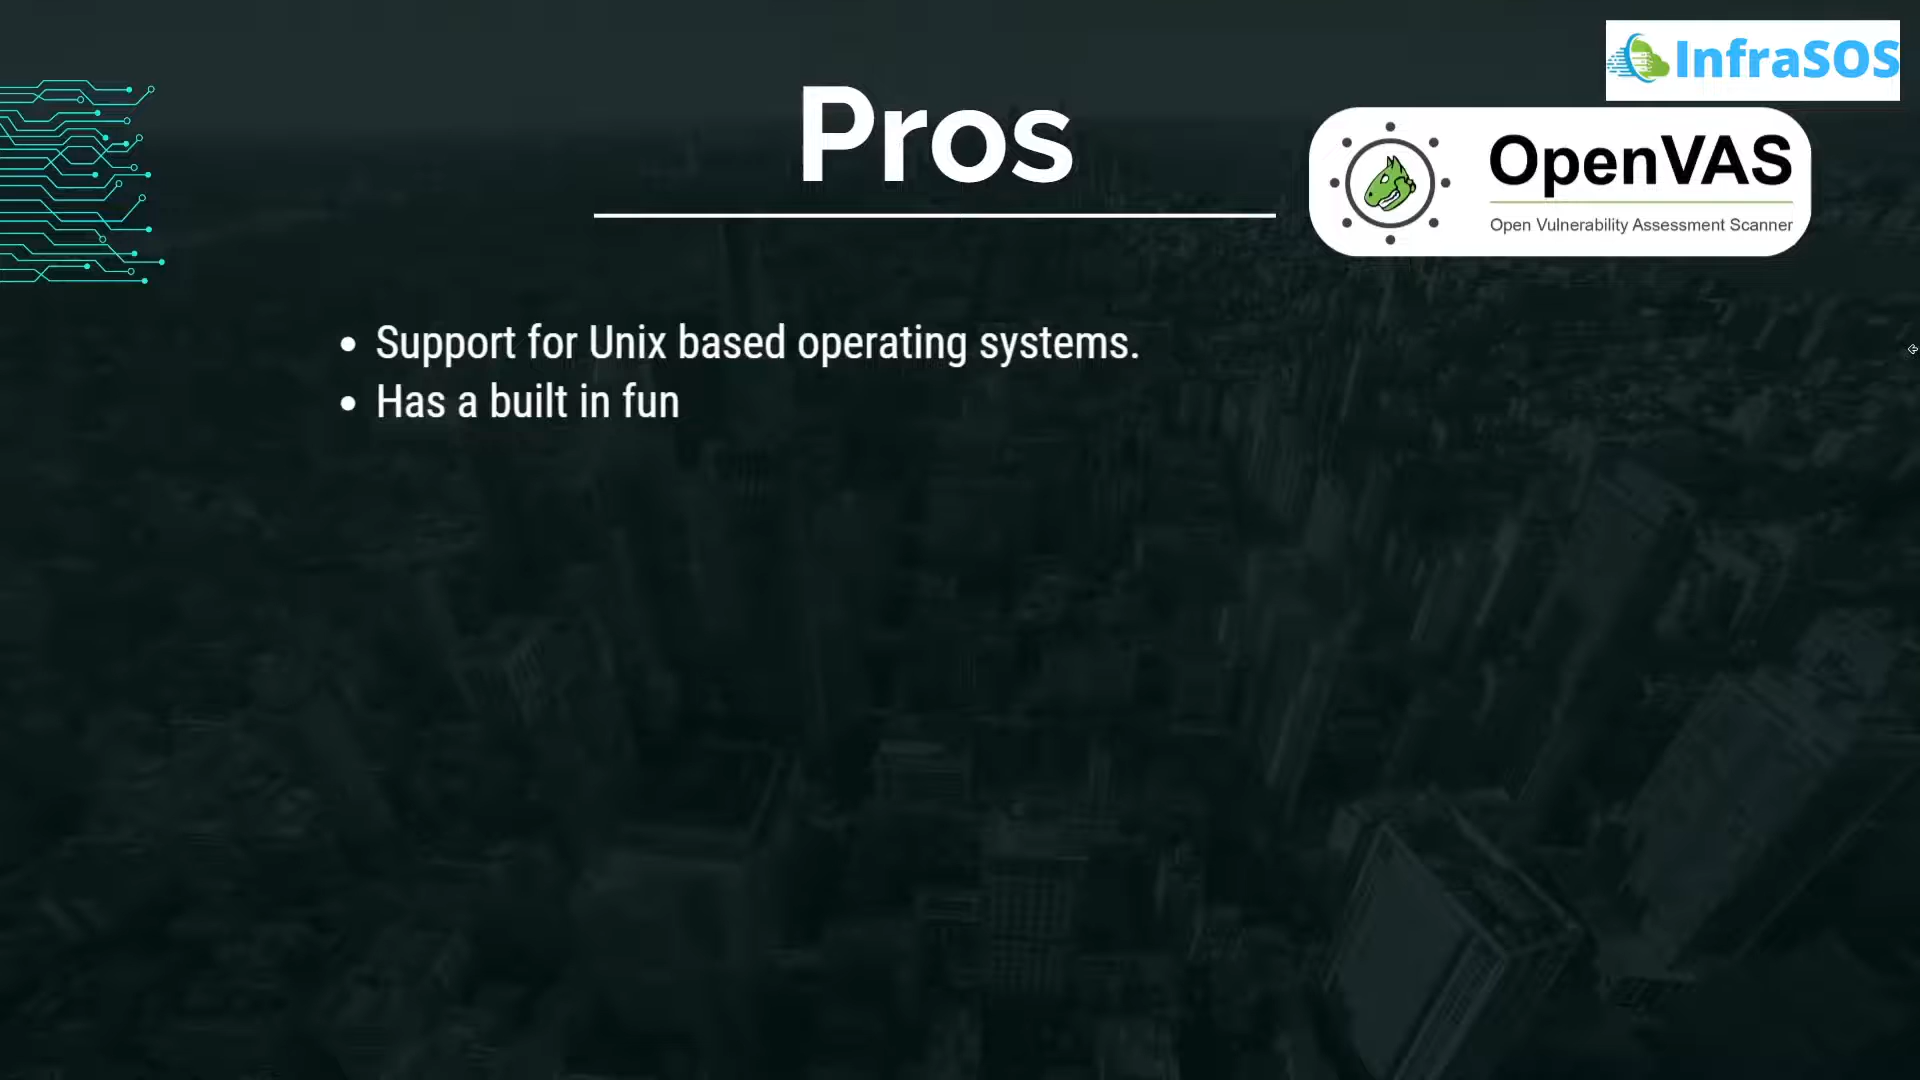 InfraSOS
Pros
OpenVAS
Open Vulnerability Assessment Scanner
• Support for Unix based operating systems.
• Has a built in fun